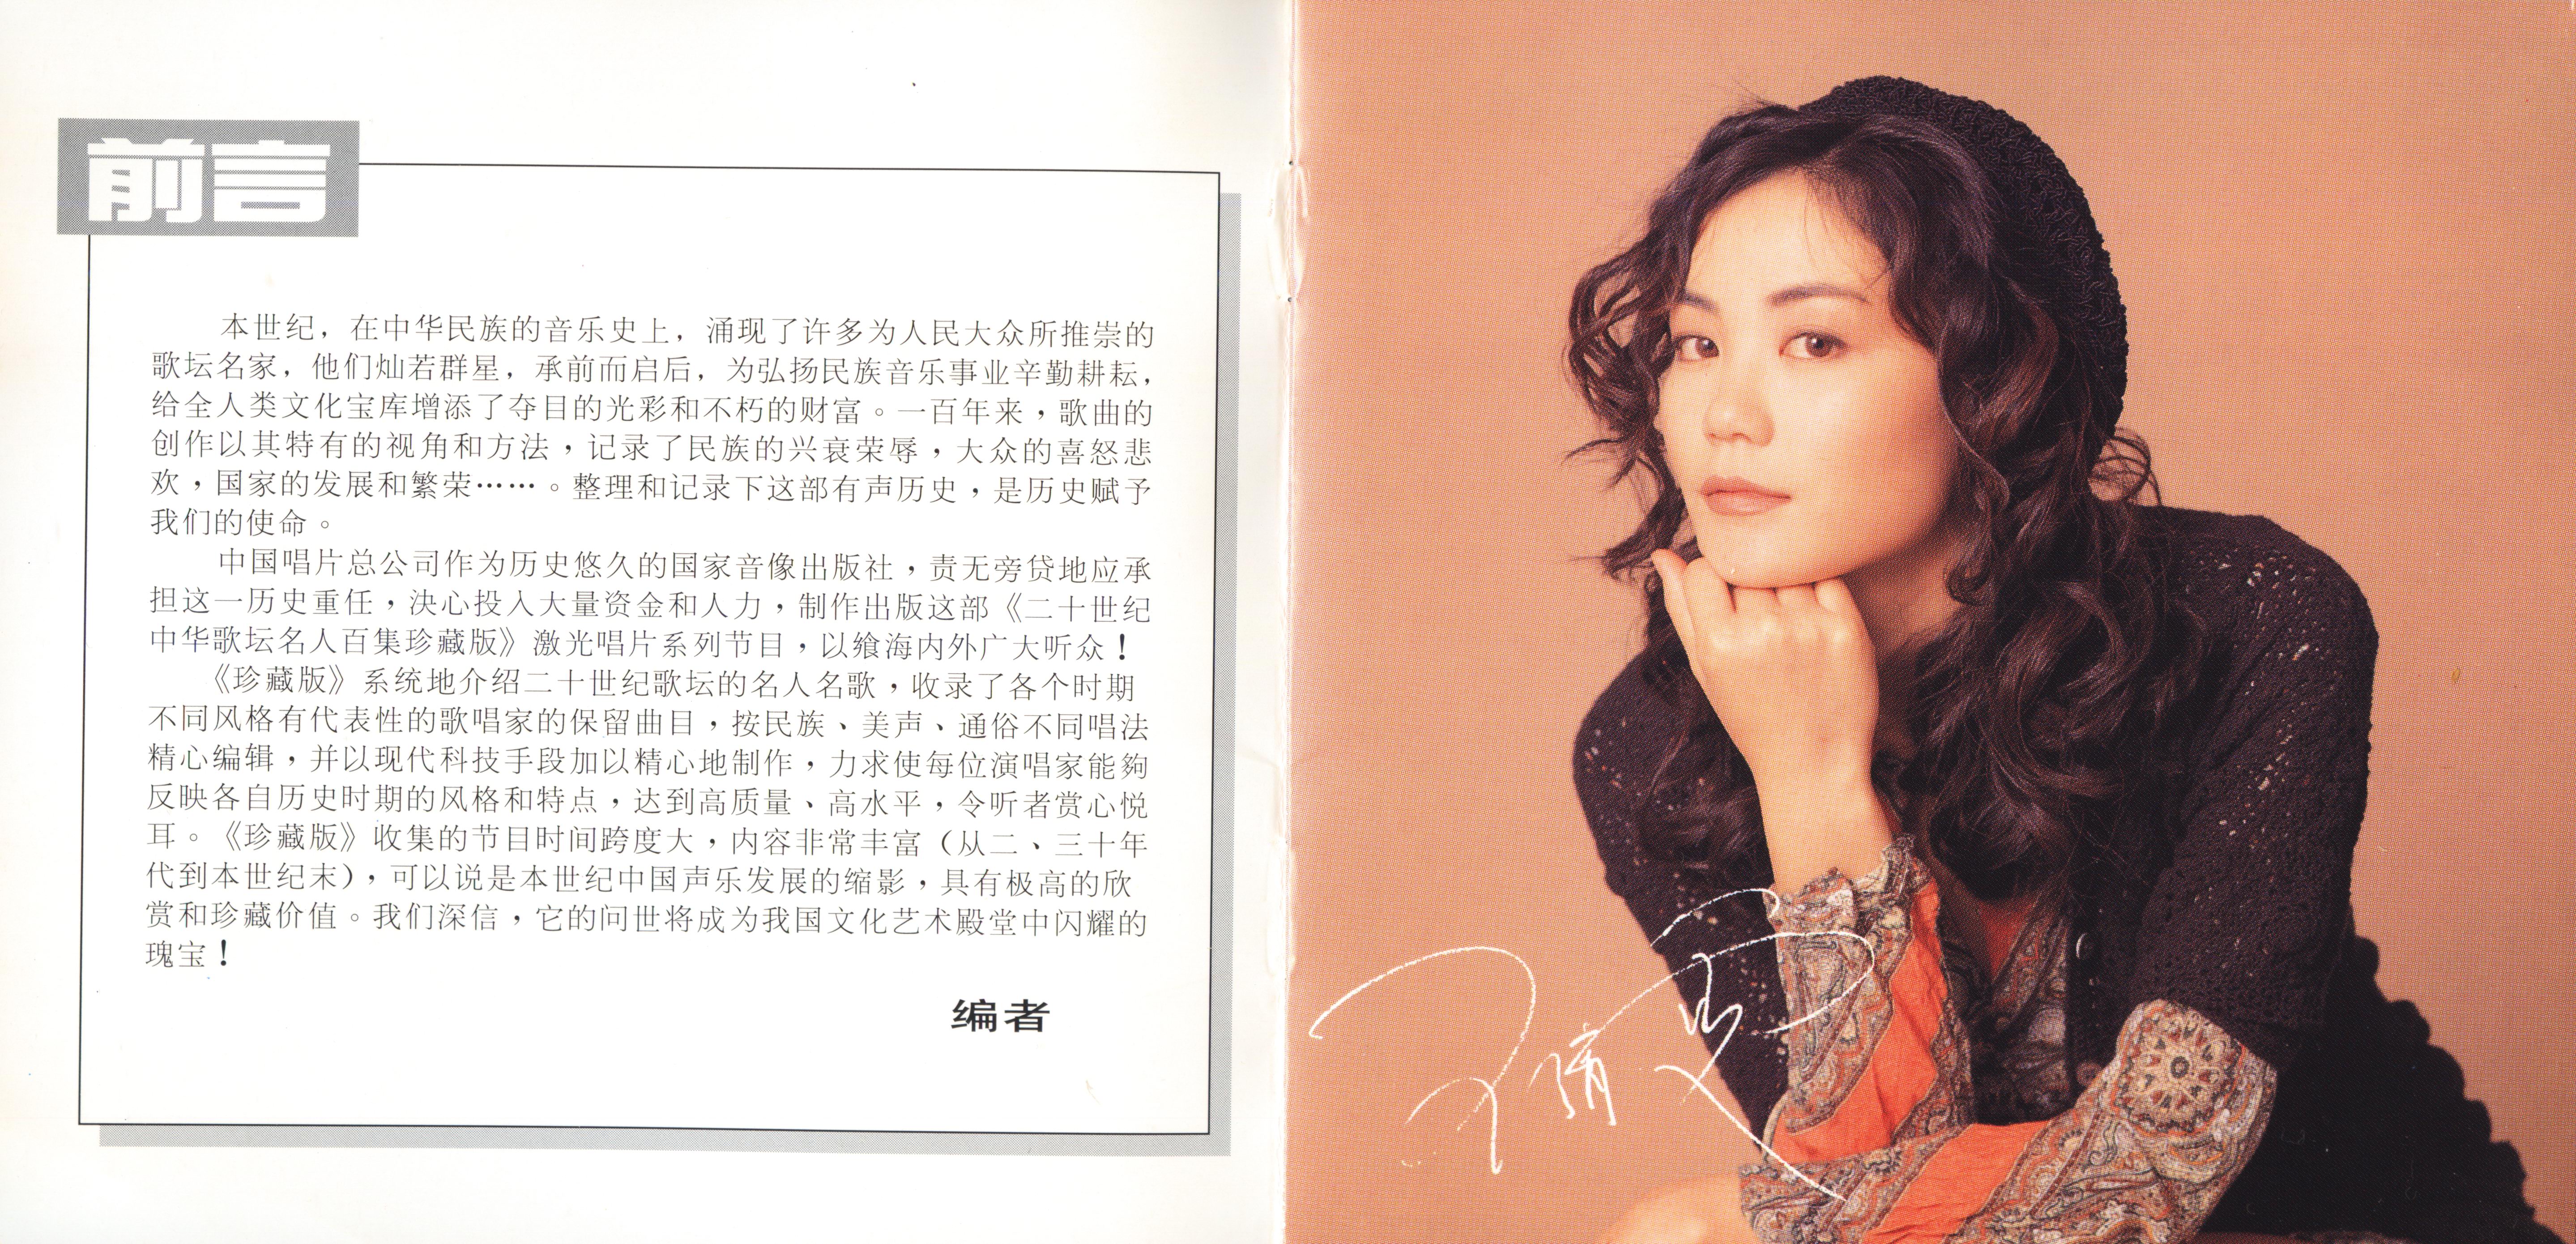 前言
本世纪，在中华民族的音乐史上，涌现了许多为人民大众所推崇的
歌坛名家，他们灿若群星，承前而启后，为弘扬民族音乐事业辛勤耕耘，
给全人类文化宝库增添了夺目的光彩和不朽的财富。一百年来，歌曲的
创作以其特有的视角和方法，记录了民族的兴衰荣辱，大众的喜怒悲
欢，国家的发展和繁荣……。整理和记录下这部有声历史，是历史赋予
我们的使命。
中国唱片总公司作为历史悠久的国家音像出版社，责无旁贷地应承
担这一历史重任，决心投入大量资金和人力，制作出版这部《二十世纪
中华歌坛名人百集珍藏版》激光唱片系列节目，以飨海内外广大听众！
《珍藏版》系统地介绍二十世纪歌坛的名人名歌，收录了各个时期
不同风格有代表性的歌唱家的保留曲目，按民族、美声、通俗不同唱法
精心编辑，并以现代科技手段加以精心地制作，力求使每位演唱家能夠
反映各自历史时期的风格和特点，达到高质量、高水平，令听者赏心悦
耳。《珍藏版》收集的节目时间跨度大，内容非常丰富（从二、三十年
代到本世纪末），可以说是本世纪中国声乐发展的缩影，具有极高的欣
赏和珍藏价值。我们深信，它的问世将成为我国文化艺术殿堂中闪耀的
瑰宝！
编者